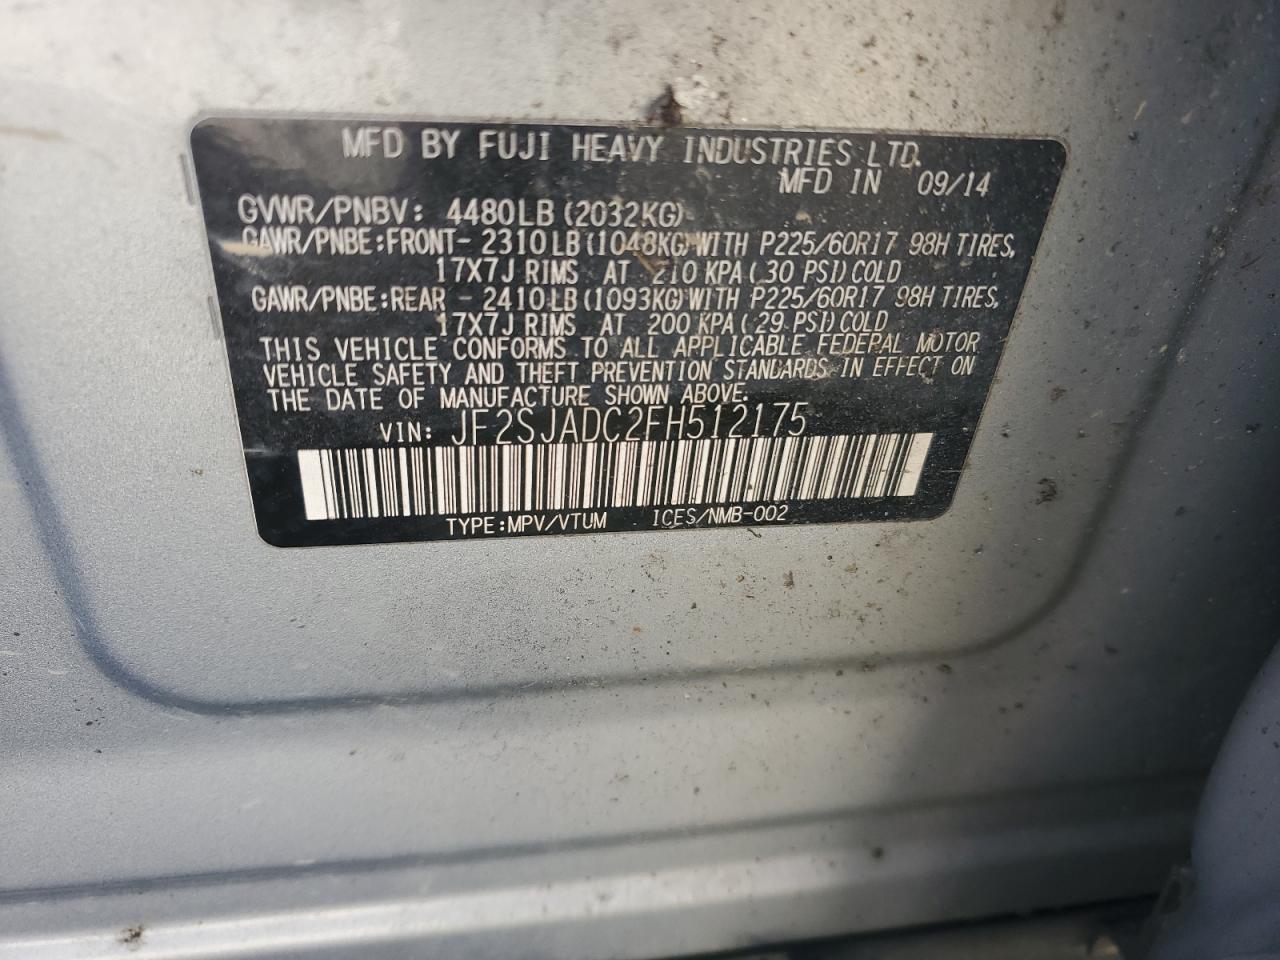 MFD BY FUJI HEAVY INDUSTRIES LTD.
MFD IN 09/14
GVWR/PNBV: 4480LB (2032KG)
GAWR/PNBE:FRONT- 2310LB (1048KG) WITH P225/60R17 98H TIRES,
17X7J RIMS AT 210 KPA ( 30 PSI) COLD
GAWR/PNBE:REAR - 2410LB (1093KG) WITH P225/60R17 98H TIRES,
17X7J RIMS AT 200 KPA ( 29 PSI) COLD
THIS VEHICLE CONFORMS TO ALL APPLICABLE FEDERAL MOTOR
VEHICLE SAFETY AND THEFT PREVENTION STANDARDS IN EFFECT ON
THE DATE OF MANUFACTURE SHOWN ABOVE.
VIN: JF2SJADC2FH512175
TYPE:MPV/VTUM ICES/NMB-002